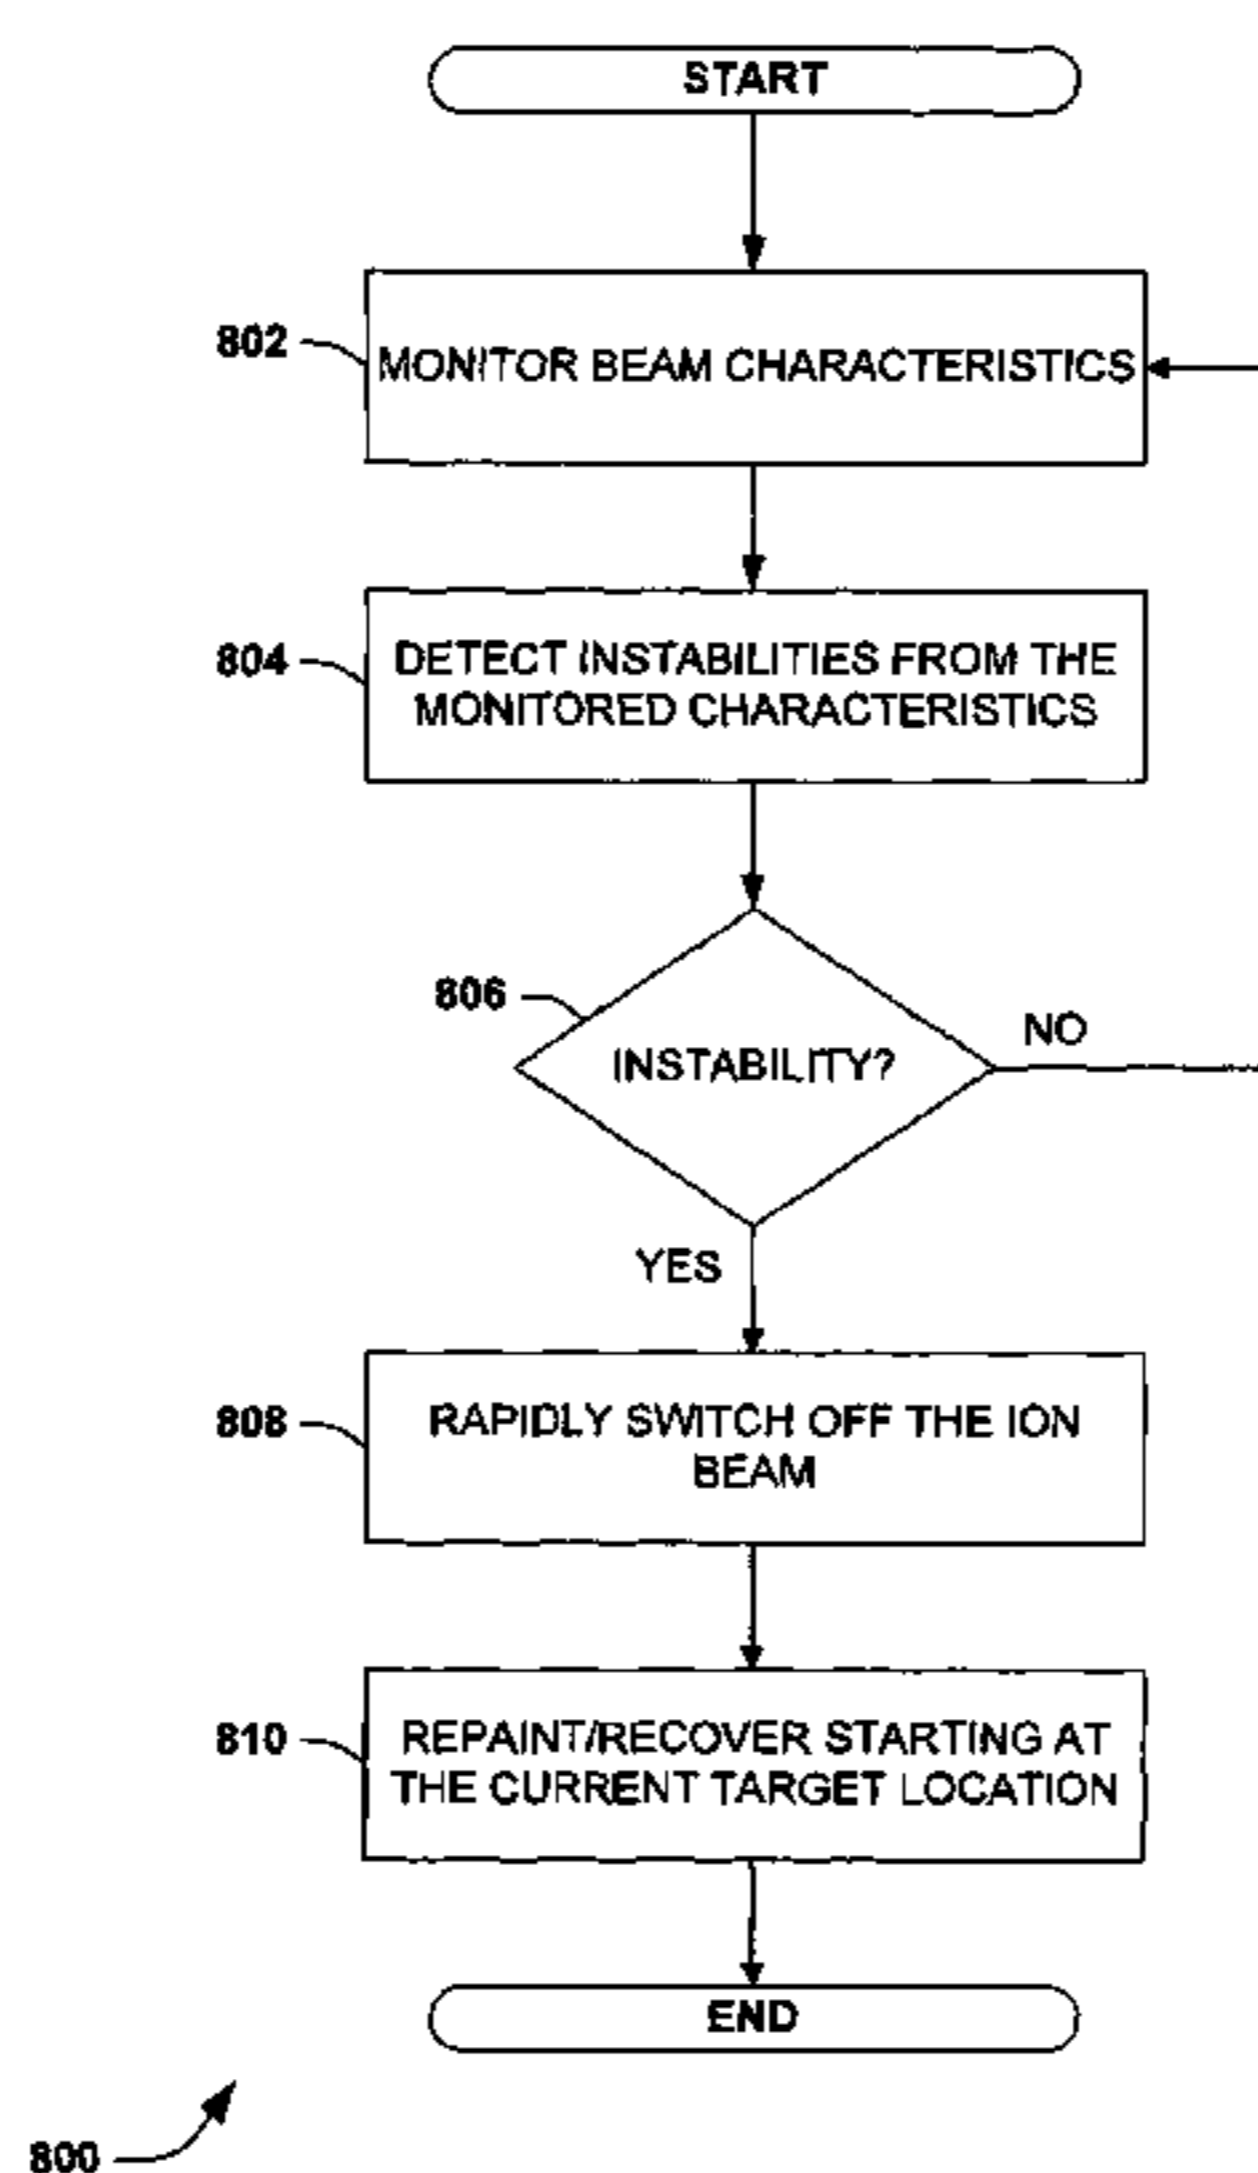 START
802
MONITOR BEAM CHARACTERISTICS
804
DETECT INSTABILITIES FROM THE
MONITORED CHARACTERISTICS
806
INSTABILITY?
NO
YES
808
RAPIDLY SWITCH OFF THE ION
BEAM
810
REPAINT/RECOVER STARTING AT
THE CURRENT TARGET LOCATION
END
800